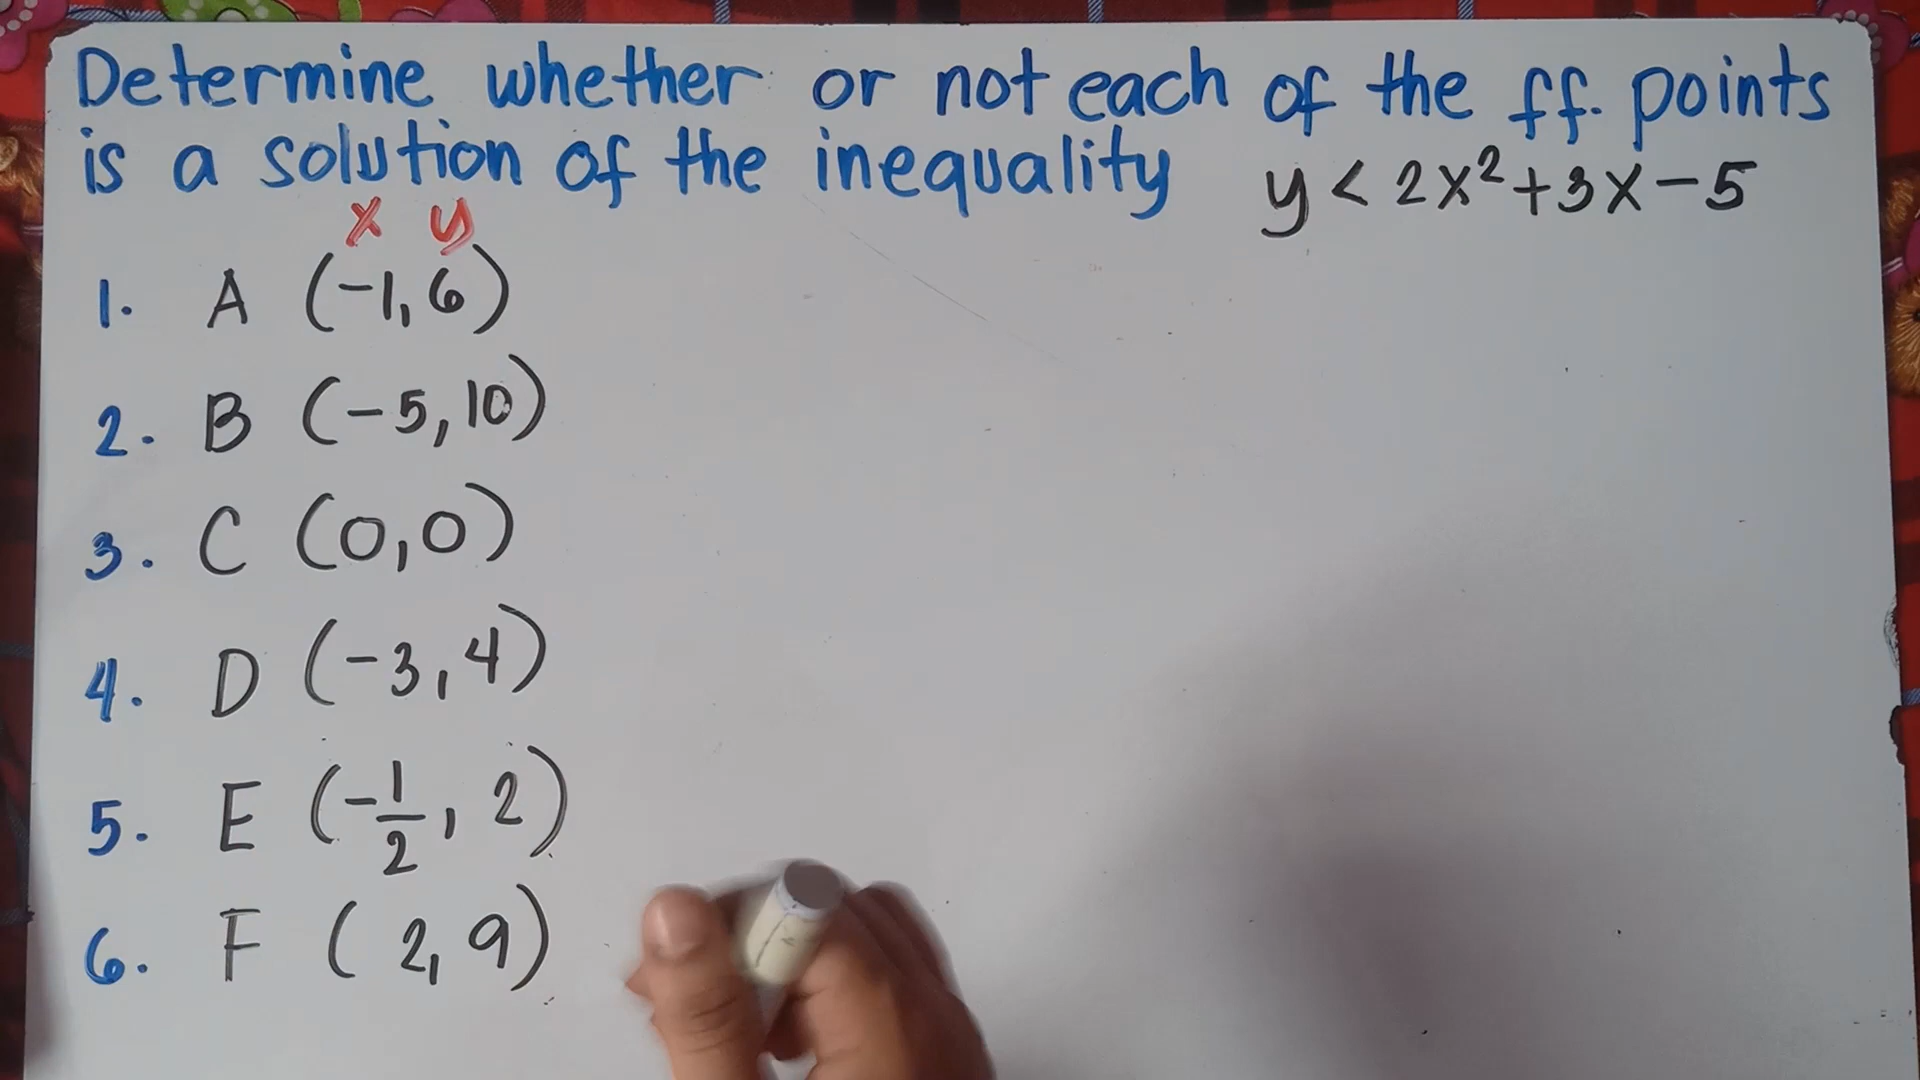 Determine whether or not each of the ff. points
is a solution of the inequality y < 2x² + 3x - 5
x y
1. A (-1, 6)
2. B (-5, 10)
3. C (0, 0)
4. D (-3, 4)
5. E (-1/2, 2)
6. F (2, 9)